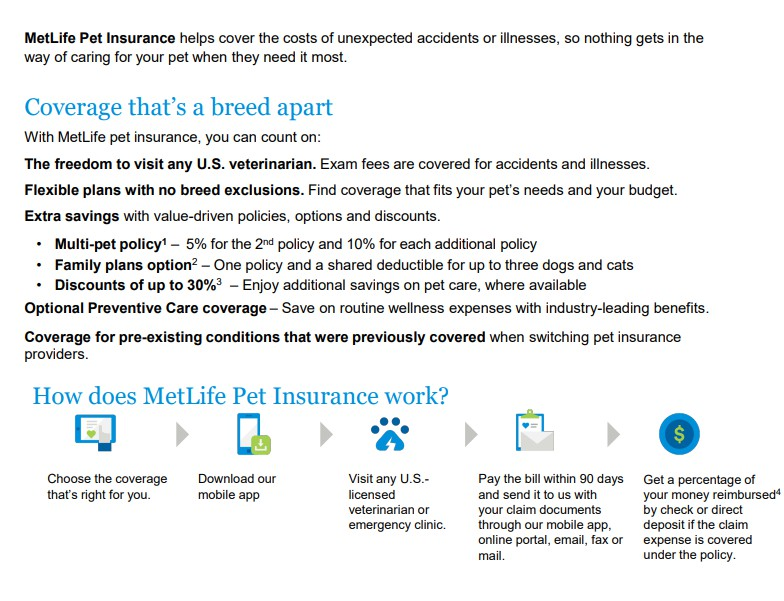 MetLife Pet Insurance helps cover the costs of unexpected accidents or illnesses, so nothing gets in the
way of caring for your pet when they need it most.
Coverage that’s a breed apart
With MetLife pet insurance, you can count on:
The freedom to visit any U.S. veterinarian. Exam fees are covered for accidents and illnesses.
Flexible plans with no breed exclusions. Find coverage that fits your pet’s needs and your budget.
Extra savings with value-driven policies, options and discounts.
• Multi-pet policy¹ – 5% for the 2nd policy and 10% for each additional policy
• Family plans option² – One policy and a shared deductible for up to three dogs and cats
• Discounts of up to 30%³ – Enjoy additional savings on pet care, where available
Optional Preventive Care coverage – Save on routine wellness expenses with industry-leading benefits.
Coverage for pre-existing conditions that were previously covered when switching pet insurance
providers.
How does MetLife Pet Insurance work?
$
Choose the coverage
that’s right for you.
Download our
mobile app
Visit any U.S.-
licensed
veterinarian or
emergency clinic.
Pay the bill within 90 days
and send it to us with
your claim documents
through our mobile app,
online portal, email, fax or
mail.
Get a percentage of
your money reimbursed⁴
by check or direct
deposit if the claim
expense is covered
under the policy.